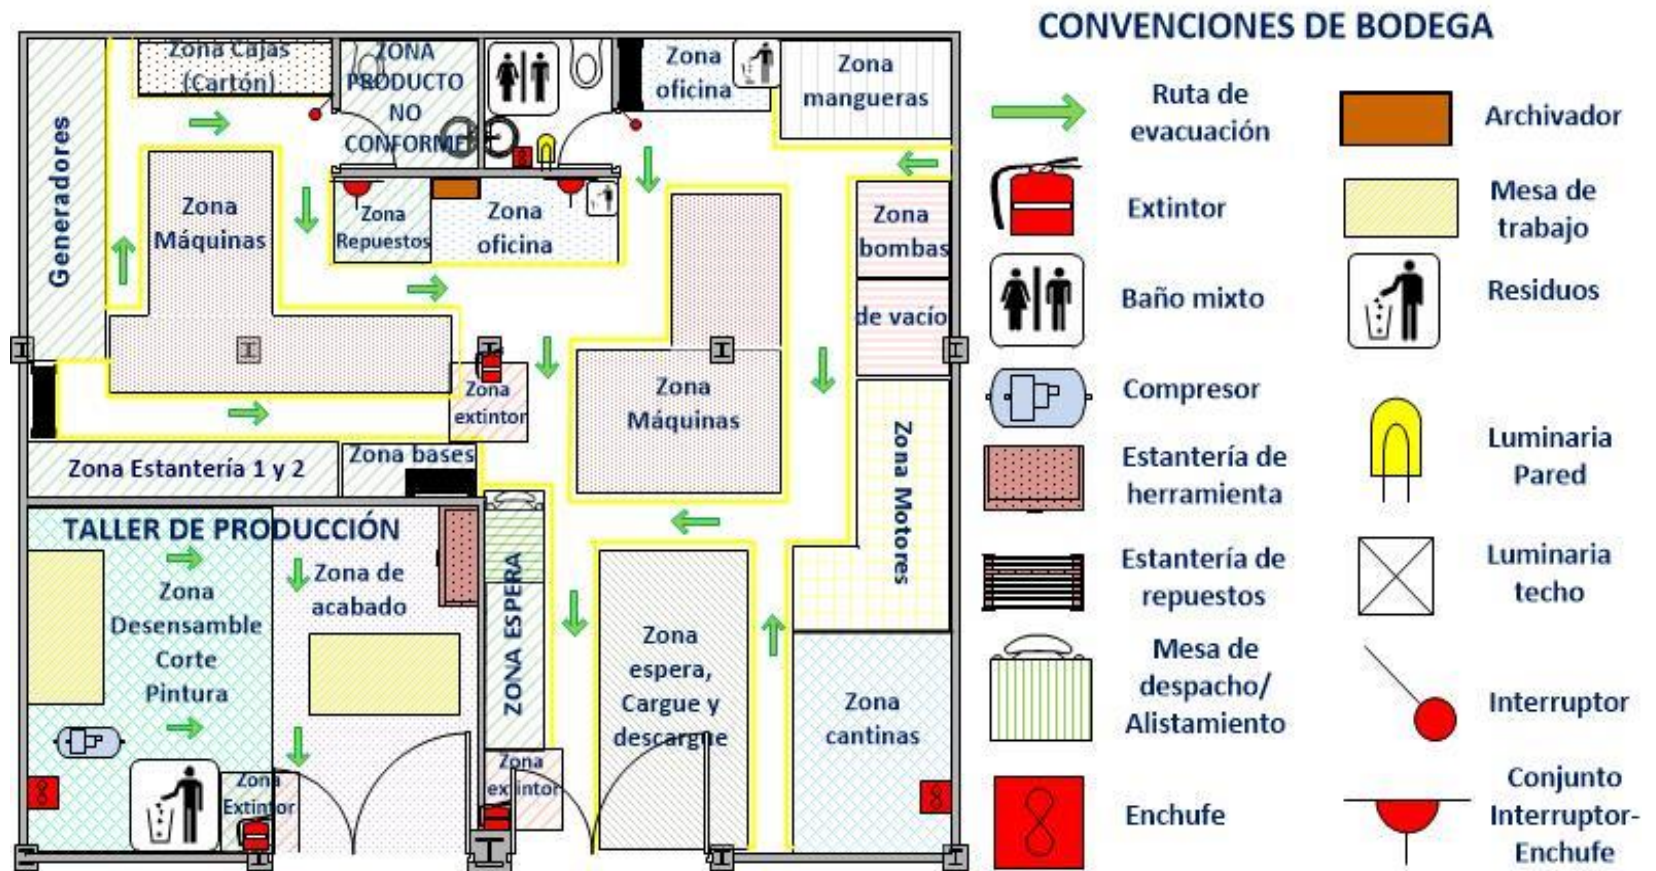 CONVENCIONES DE BODEGA
Zona Cajas
(Cartón)
ZONA
PRODUCTO
NO
CONFORME
Zona
oficina
Zona
mangueras
Generadores
Zona
Máquinas
Zona
Repuestos
Zona
oficina
Zona
bombas
de vacío
Zona
extintor
Zona
Máquinas
Zona Motores
Zona Estantería 1 y 2
Zona bases
TALLER DE PRODUCCIÓN
Zona
Desensamble
Corte
Pintura
Zona de
acabado
ZONA ESPERA
Zona
espera,
Cargue y
descargue
Zona
cantinas
Zona
Extintor
Zona
extintor
Ruta de
evacuación
Extintor
Baño mixto
Compresor
Estantería de
herramienta
Estantería de
repuestos
Mesa de
despacho/
Alistamiento
Enchufe
Archivador
Mesa de
trabajo
Residuos
Luminaria
Pared
Luminaria
techo
Interruptor
Conjunto
Interruptor-
Enchufe